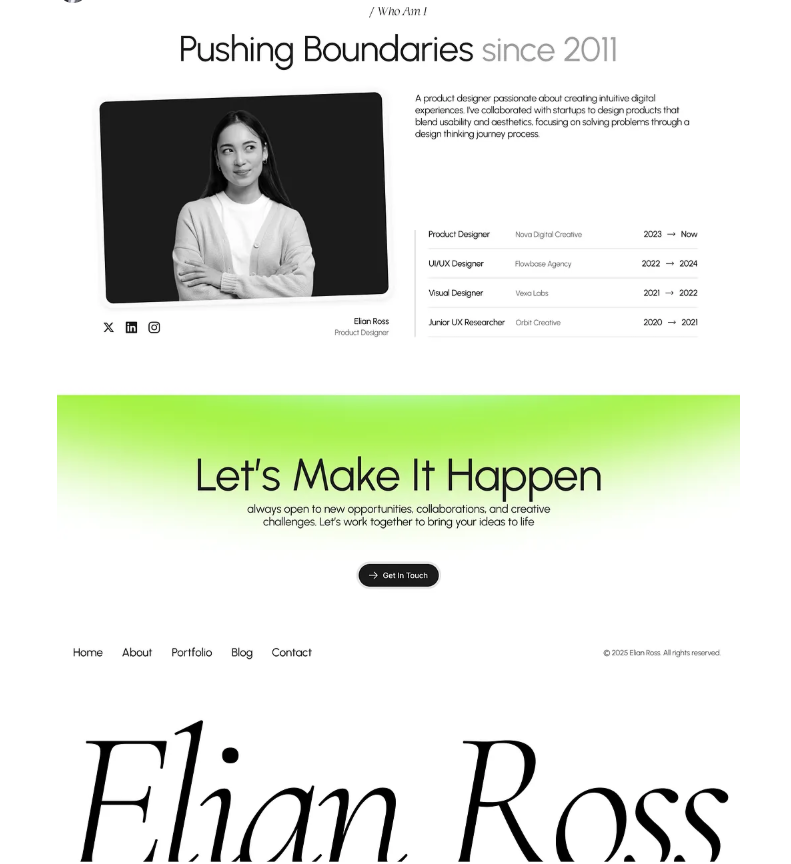 / Who Am I
Pushing Boundaries since 2011
A product designer passionate about creating intuitive digital
experiences. I've collaborated with startups to design products that
blend usability and aesthetics, focusing on solving problems through a
design thinking journey process.
Product Designer Nova Digital Creative 2023 → Now
UI/UX Designer Flowbase Agency 2022 → 2024
Visual Designer Vexa Labs 2021 → 2022
Junior UX Researcher Orbit Creative 2020 → 2021
Elian Ross
Product Designer
Let's Make It Happen
always open to new opportunities, collaborations, and creative
challenges. Let's work together to bring your ideas to life
→ Get In Touch
Home About Portfolio Blog Contact
© 2025 Elian Ross. All rights reserved.
Elian Ross